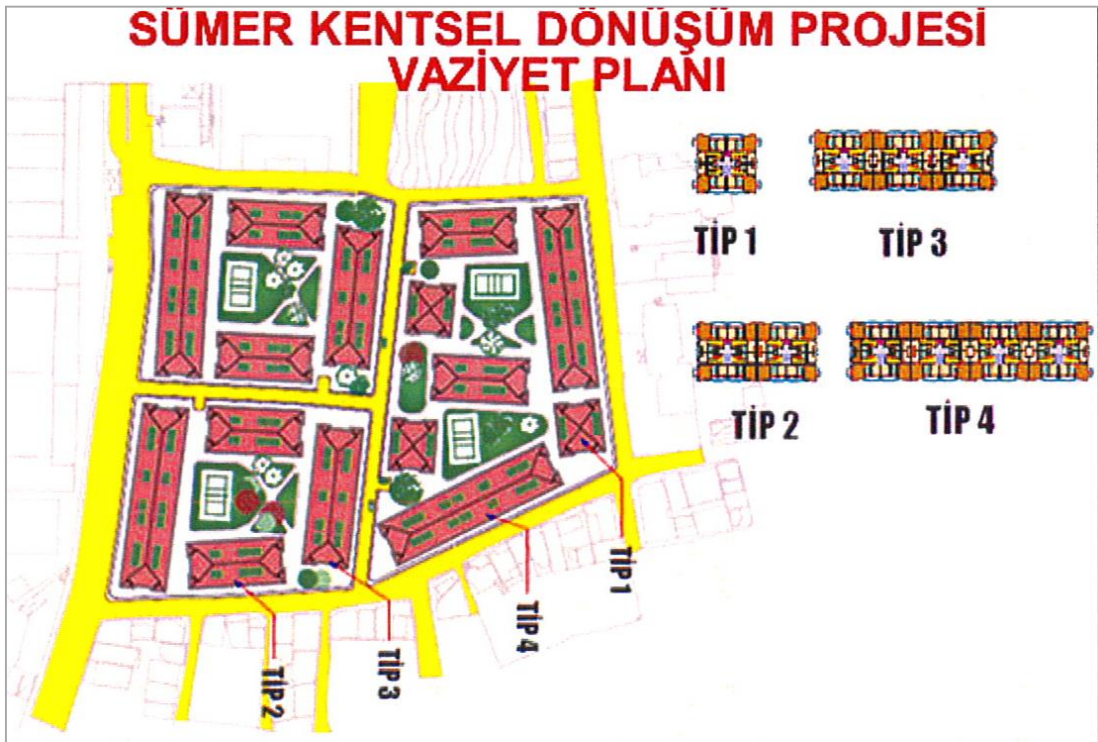 SÜMER KENTSEL DÖNÜŞÜM PROJESİ
VAZİYET PLANI
TİP 1
TİP 3
TİP 2
TİP 4
TİP 1
TİP 4
TİP 3
TİP 2